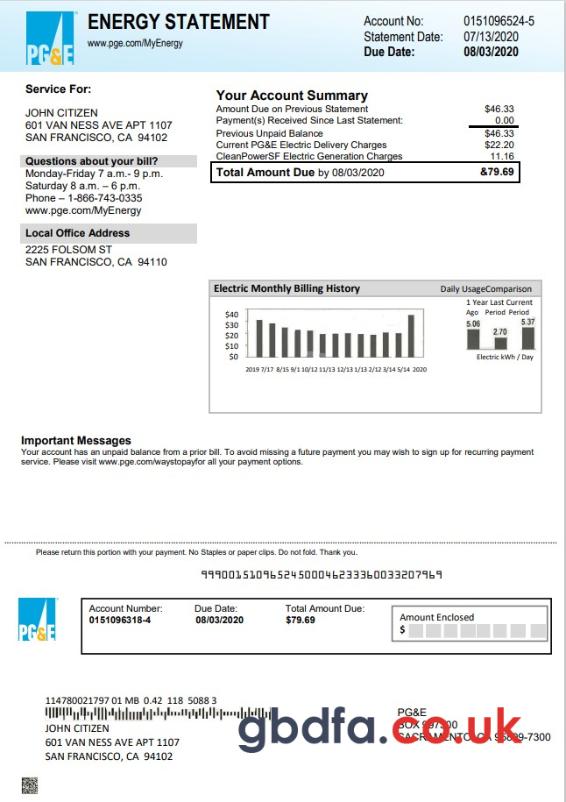 PG&E
ENERGY STATEMENT
www.pge.com/MyEnergy
Account No: 0151096524-5
Statement Date: 07/13/2020
Due Date: 08/03/2020
Service For:
JOHN CITIZEN
601 VAN NESS AVE APT 1107
SAN FRANCISCO, CA 94102
Questions about your bill?
Monday-Friday 7 a.m.- 9 p.m.
Saturday 8 a.m. – 6 p.m.
Phone – 1-866-743-0335
www.pge.com/MyEnergy
Local Office Address
2225 FOLSOM ST
SAN FRANCISCO, CA 94110
Your Account Summary
Amount Due on Previous Statement $46.33
Payment(s) Received Since Last Statement: 0.00
Previous Unpaid Balance $46.33
Current PG&E Electric Delivery Charges $22.20
CleanPowerSF Electric Generation Charges 11.16
Total Amount Due by 08/03/2020 &79.69
Electric Monthly Billing History
$40
$30
$20
$10
$0
2019 7/17 8/15 9/1 10/12 11/13 12/13 1/13 2/12 3/14 5/14 2020
Daily UsageComparison
1 Year Last Current
Ago Period Period
5.06 2.70 5.37
Electric kWh / Day
Important Messages
Your account has an unpaid balance from a prior bill. To avoid missing a future payment you may wish to sign up for recurring payment
service. Please visit www.pge.com/waystopayfor all your payment options.
Please return this portion with your payment. No Staples or paper clips. Do not fold. Thank you.
99900151096524500046233360033207969
PG&E
Account Number: Due Date: Total Amount Due:
0151096318-4 08/03/2020 $79.69
Amount Enclosed
$
114780021797 01 MB 0.42 118 5088 3
JOHN CITIZEN
601 VAN NESS AVE APT 1107
SAN FRANCISCO, CA 94102
PG&E
BOX 997300
SACRAMENTO, CA 95899-7300
gbdfa.co.uk